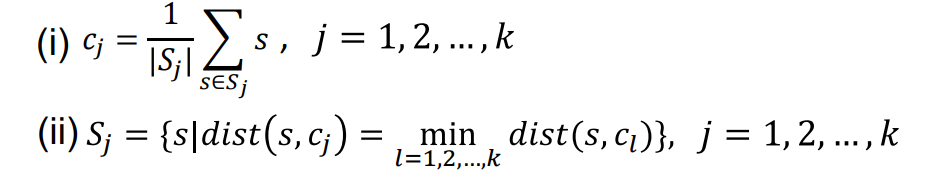 (i) c_j = \frac{1}{|S_j|} \sum_{s∈S_j} s , j = 1, 2, … , k
(ii) S_j = {s|dist(s, c_j) = \min_{l=1,2,…,k} dist(s, c_l)}, j = 1, 2, … , k